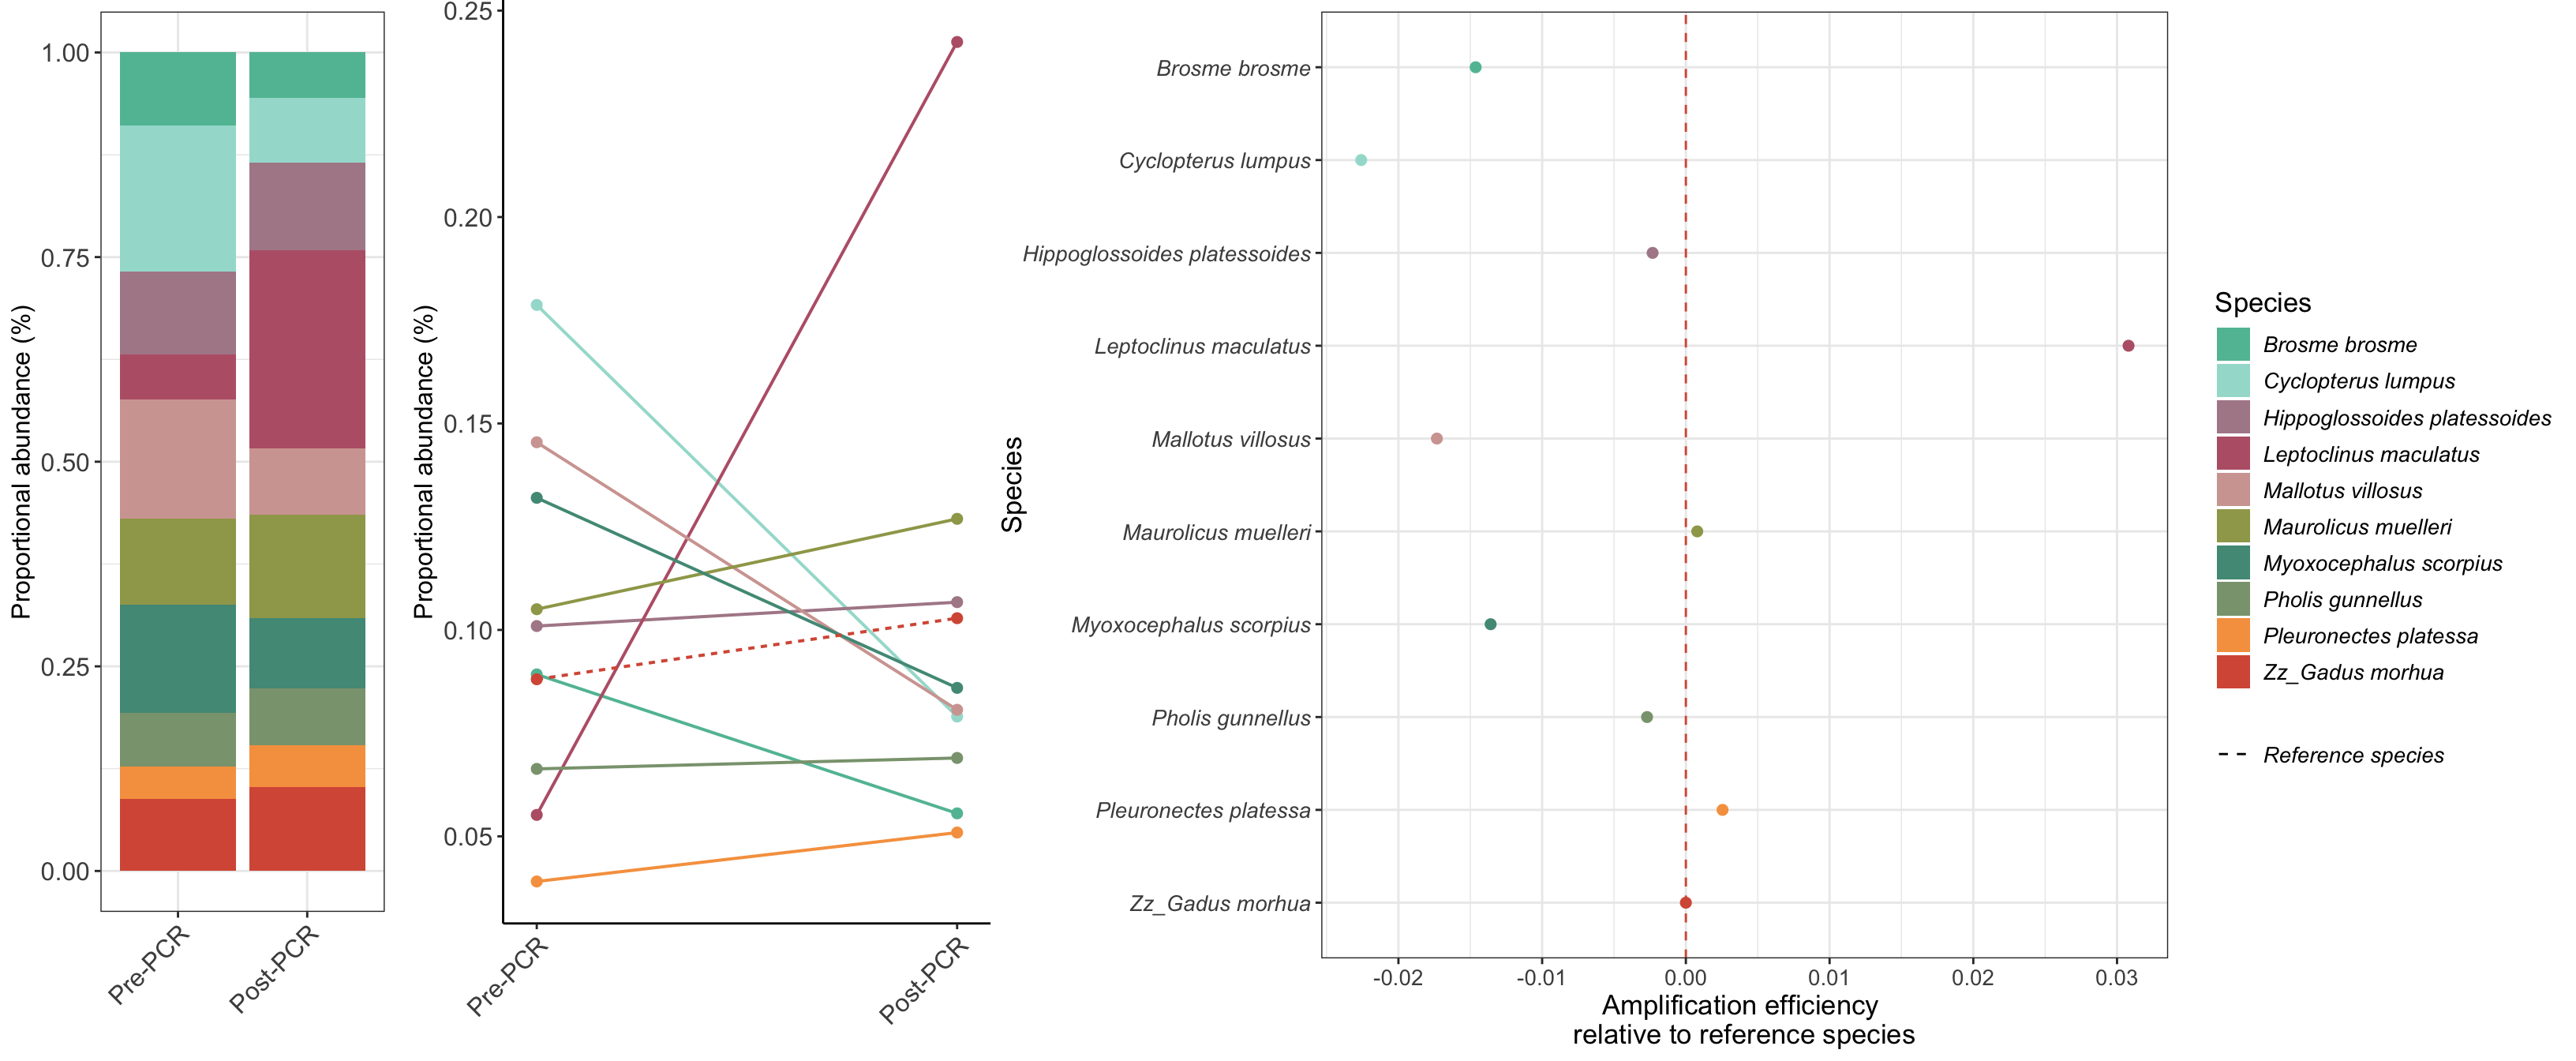 Proportional abundance (%)
1.00
0.75
0.50
0.25
0.00
Pre-PCR
Post-PCR
Proportional abundance (%)
0.25
0.20
0.15
0.10
0.05
Pre-PCR
Post-PCR
Species
Brosme brosme
Cyclopterus lumpus
Hippoglossoides platessoides
Leptoclinus maculatus
Mallotus villosus
Maurolicus muelleri
Myoxocephalus scorpius
Pholis gunnellus
Pleuronectes platessa
Zz_Gadus morhua
-0.02
-0.01
0.00
0.01
0.02
0.03
Amplification efficiency
relative to reference species
Species
Brosme brosme
Cyclopterus lumpus
Hippoglossoides platessoides
Leptoclinus maculatus
Mallotus villosus
Maurolicus muelleri
Myoxocephalus scorpius
Pholis gunnellus
Pleuronectes platessa
Zz_Gadus morhua
Reference species